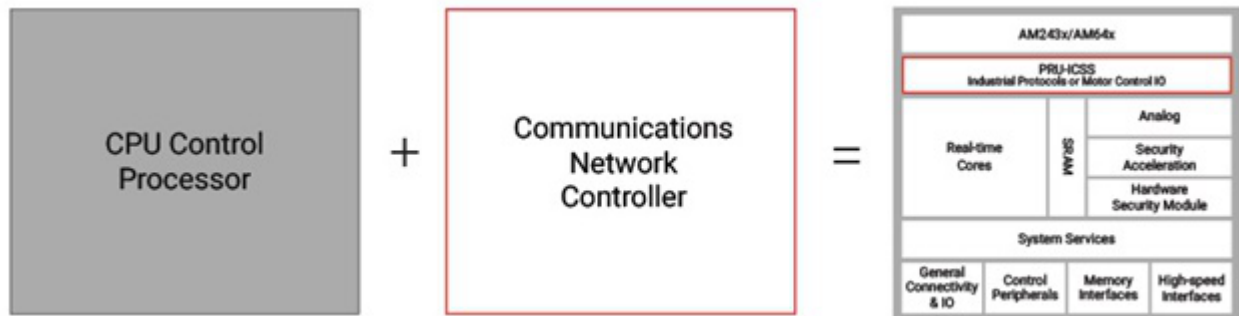 CPU Control
Processor
+
Communications
Network
Controller
=
AM243x/AM64x
PRU-ICSS
Industrial Protocols or Motor Control IO
Real-time
Cores
SRAM
Analog
Security
Acceleration
Hardware
Security Module
System Services
General
Connectivity
& IO
Control
Peripherals
Memory
Interfaces
High-speed
Interfaces